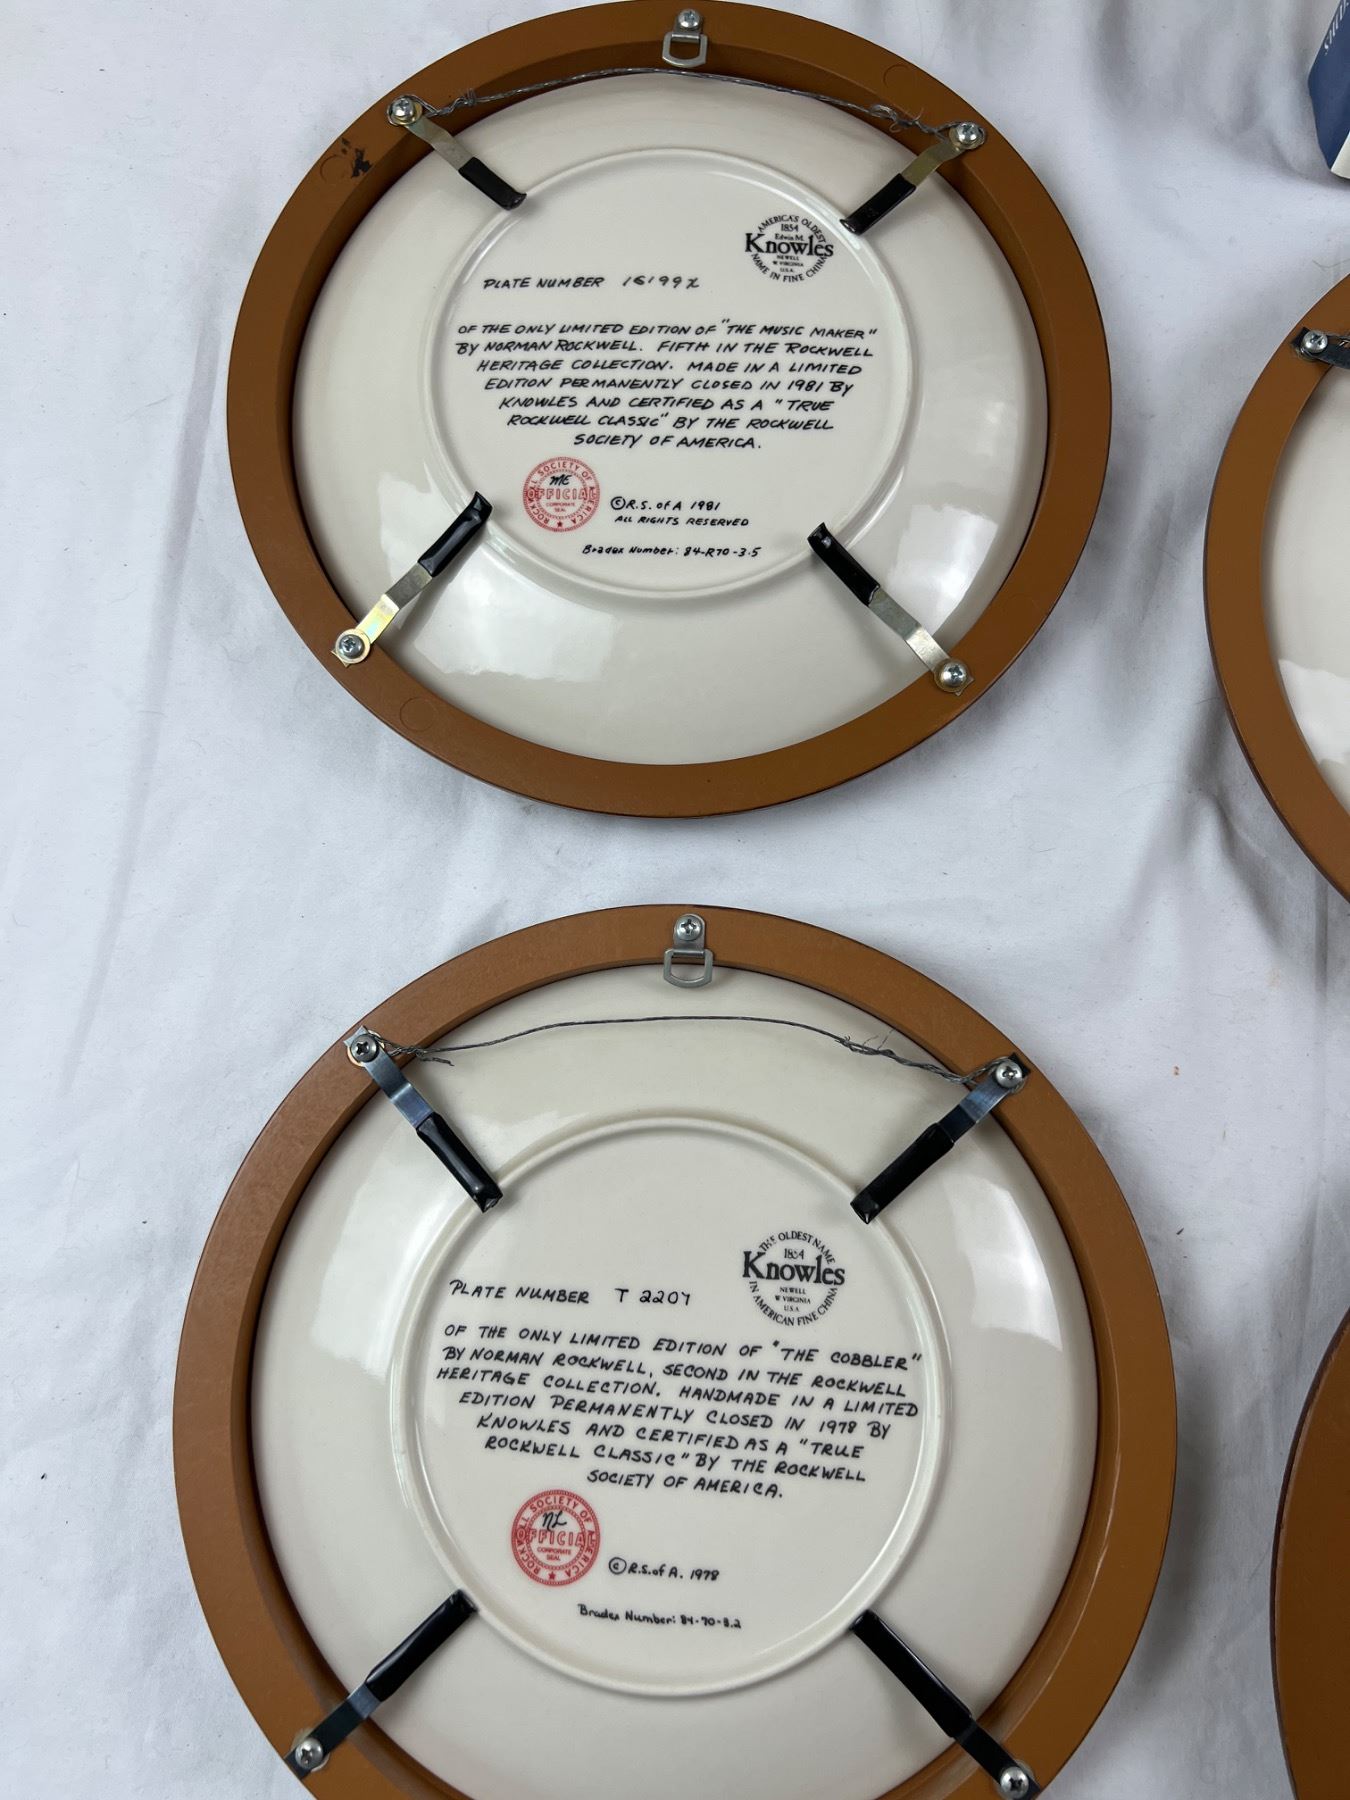 AMERICA'S OLDEST
1854
Edwin M.
Knowles
NEWELL
W VIRGINIA
U.S.A.
NAME IN FINE CHINA
PLATE NUMBER 16199X
OF THE ONLY LIMITED EDITION OF "THE MUSIC MAKER"
BY NORMAN ROCKWELL. FIFTH IN THE ROCKWELL
HERITAGE COLLECTION. MADE IN A LIMITED
EDITION PERMANENTLY CLOSED IN 1981 BY
KNOWLES AND CERTIFIED AS A "TRUE
ROCKWELL CLASSIC" BY THE ROCKWELL
SOCIETY OF AMERICA.
ROCKWELL SOCIETY OF AMERICA
ME
OFFICIAL
CORPORATE
SEAL
© R.S. of A 1981
ALL RIGHTS RESERVED
Bradex Number: 84-R70-3.5
THE OLDEST NAME
1854
Knowles
NEWELL
W VIRGINIA
U.S.A.
IN AMERICAN FINE CHINA
PLATE NUMBER T 2207
OF THE ONLY LIMITED EDITION OF "THE COBBLER"
BY NORMAN ROCKWELL, SECOND IN THE ROCKWELL
HERITAGE COLLECTION. HANDMADE IN A LIMITED
EDITION PERMANENTLY CLOSED IN 1978 BY
KNOWLES AND CERTIFIED AS A "TRUE
ROCKWELL CLASSIC" BY THE ROCKWELL
SOCIETY OF AMERICA.
ROCKWELL SOCIETY OF AMERICA
NL
OFFICIAL
CORPORATE
SEAL
© R.S. of A. 1978
Bradex Number: 84-70-3.2